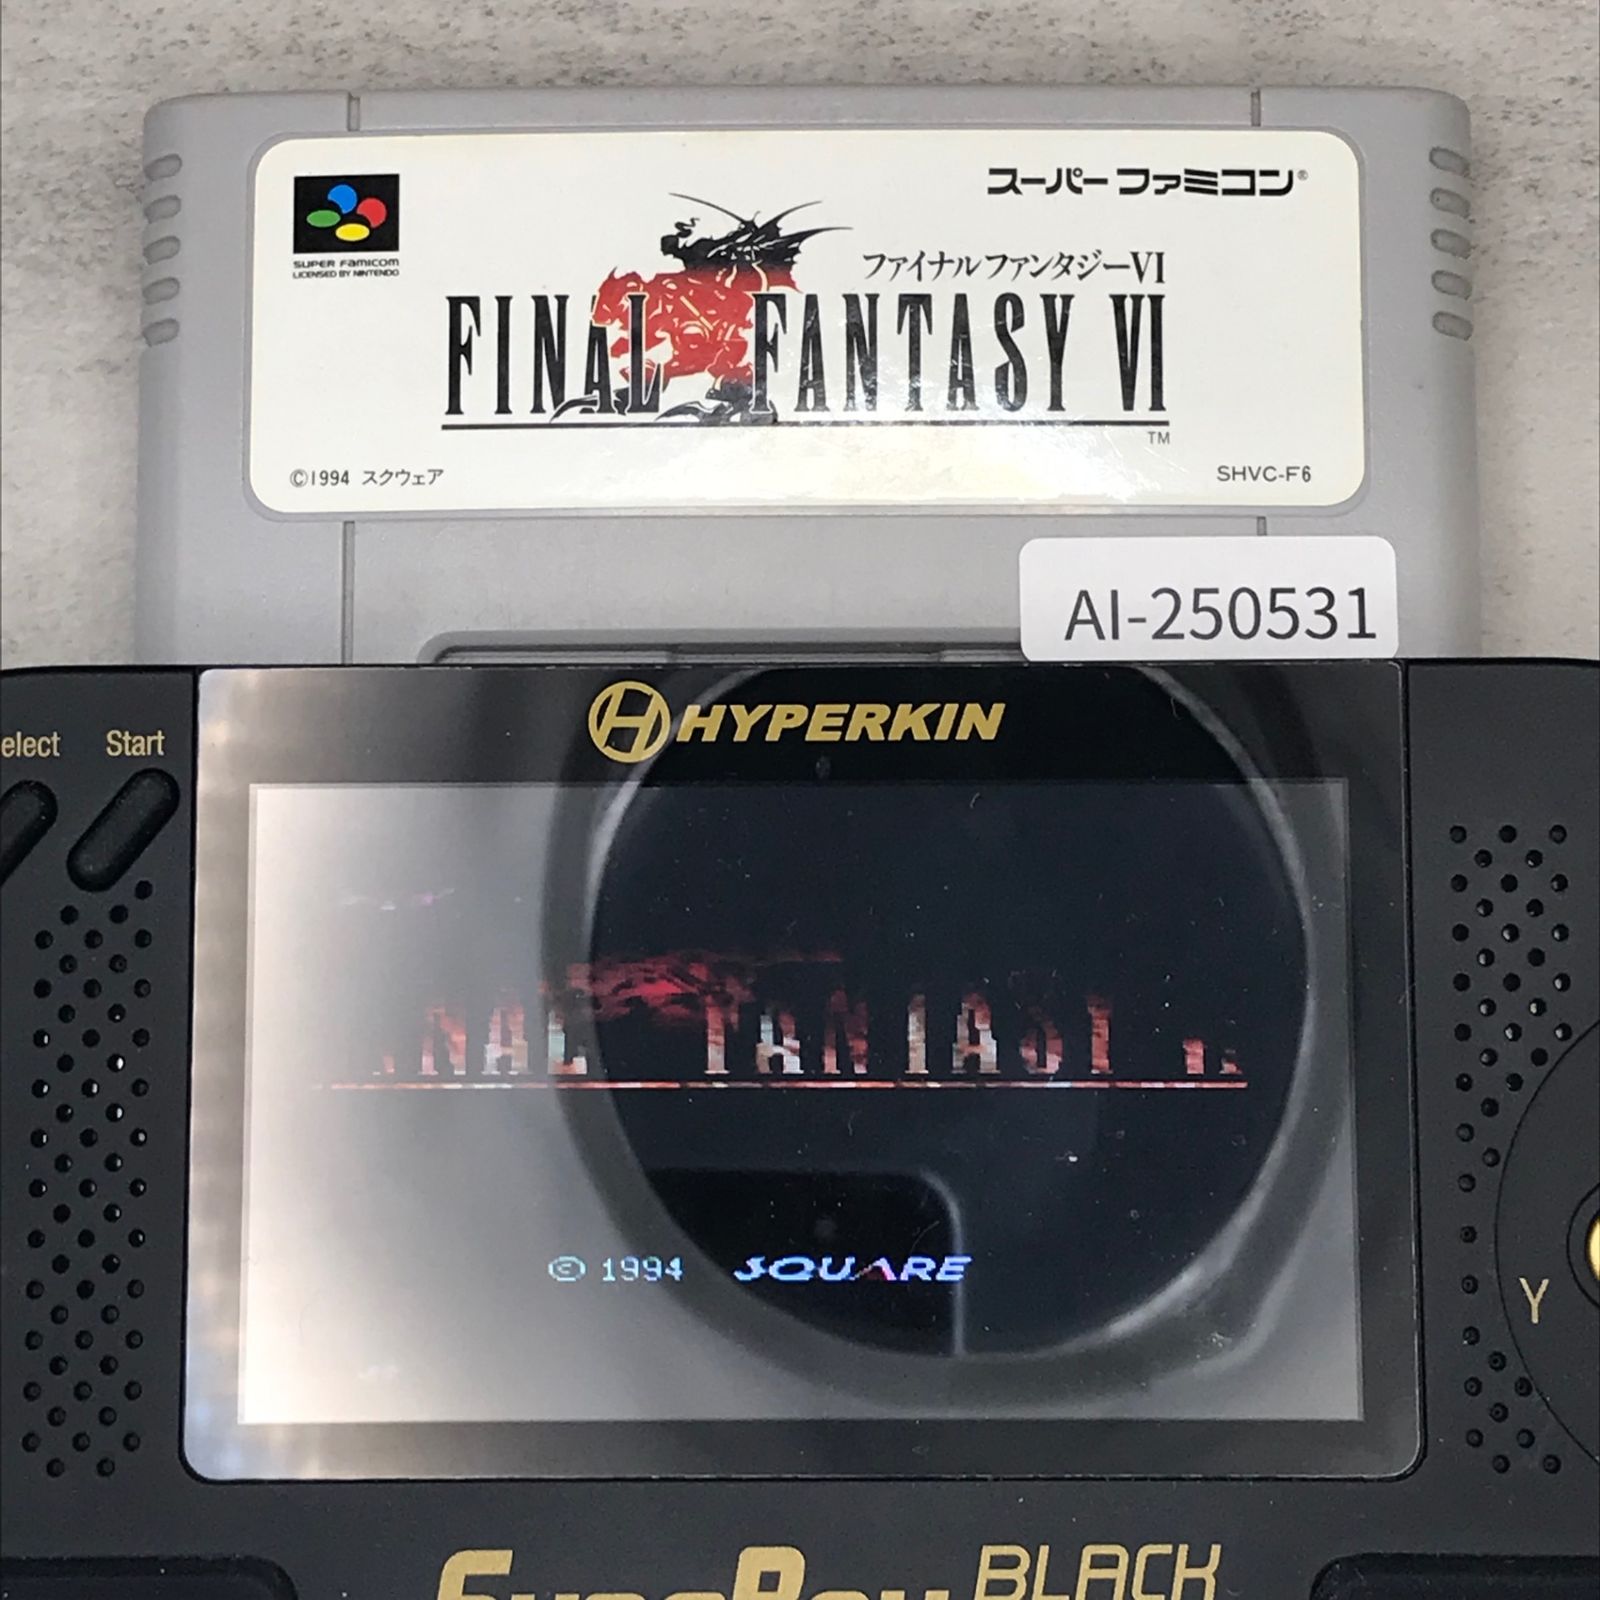 スーパーファミコン®
SUPER FAMICOM
LICENSED BY NINTENDO
ファイナルファンタジーVI
FINAL FANTASY VI
TM
©1994 スクウェア
SHVC-F6
AI-250531
HYPERKIN
elect
Start
NAL
© 1994 SQUARE
Y
BLACK